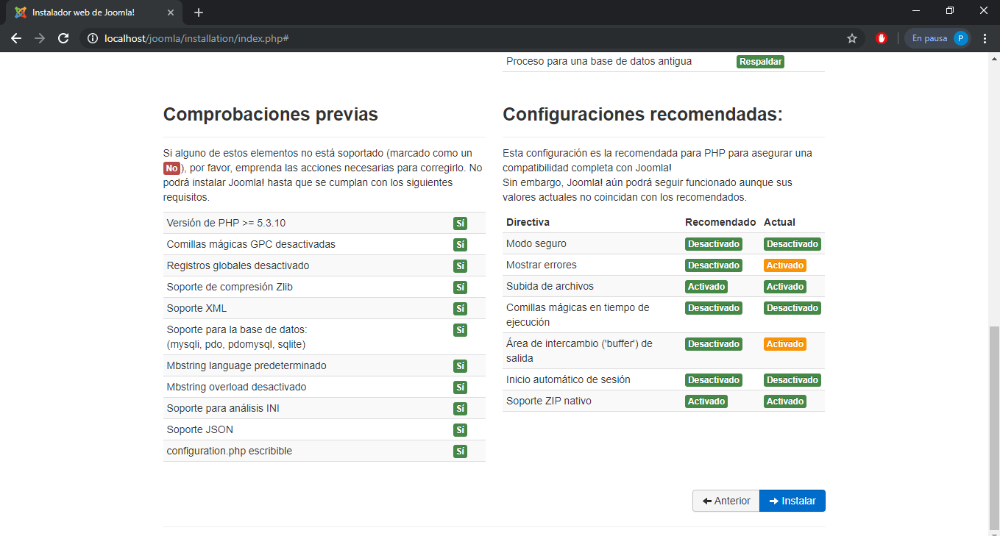 Instalador web de Joomla!
localhost/joomla/installation/index.php#
En pausa
P
Proceso para una base de datos antigua Respaldar
Comprobaciones previas
Si alguno de estos elementos no está soportado (marcado como un
No), por favor, emprenda las acciones necesarias para corregirlo. No
podrá instalar Joomla! hasta que se cumplan con los siguientes
requisitos.
Versión de PHP >= 5.3.10 Sí
Comillas mágicas GPC desactivadas Sí
Registros globales desactivado Sí
Soporte de compresión Zlib Sí
Soporte XML Sí
Soporte para la base de datos: Sí
(mysqli, pdo, pdomysql, sqlite)
Mbstring language predeterminado Sí
Mbstring overload desactivado Sí
Soporte para análisis INI Sí
Soporte JSON Sí
configuration.php escribible Sí
Configuraciones recomendadas:
Esta configuración es la recomendada para PHP para asegurar una
compatibilidad completa con Joomla!
Sin embargo, Joomla! aún podrá seguir funcionado aunque sus
valores actuales no coincidan con los recomendados.
Directiva Recomendado Actual
Modo seguro Desactivado Desactivado
Mostrar errores Desactivado Activado
Subida de archivos Activado Activado
Comillas mágicas en tiempo de Desactivado Desactivado
ejecución
Área de intercambio ('buffer') de Desactivado Activado
salida
Inicio automático de sesión Desactivado Desactivado
Soporte ZIP nativo Activado Activado
Anterior
Instalar